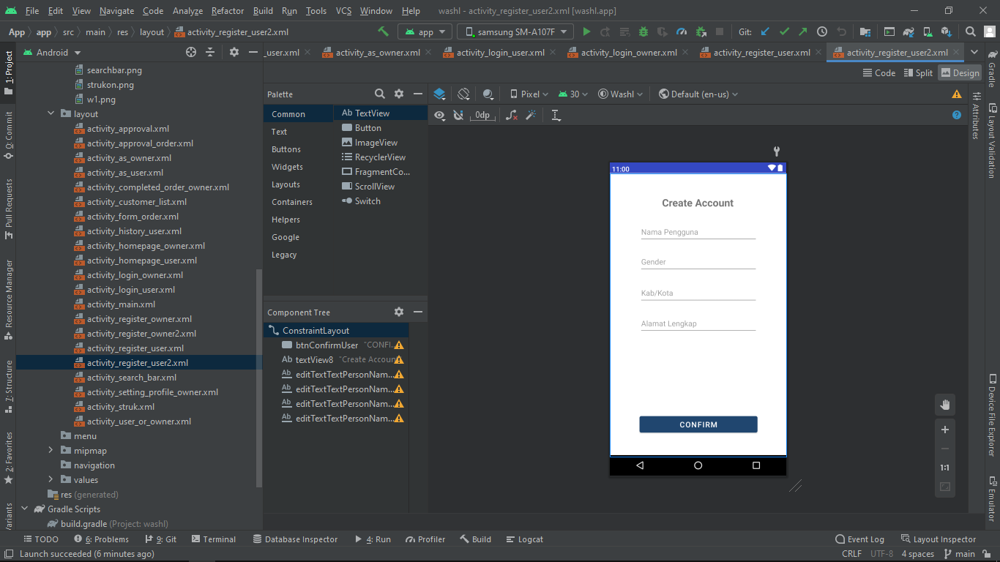 File Edit View Navigate Code Analyze Refactor Build Run Tools VCS Window Help washl - activity_register_user2.xml [washl.app]
App app src main res layout activity_register_user2.xml app samsung SM-A107F Git:
Android
_user.xml activity_as_owner.xml activity_login_user.xml activity_login_owner.xml activity_register_user.xml activity_register_user2.xml
Code Split Design
1: Project
0: Commit
Pull Requests
Resource Manager
7: Structure
2: Favorites
/ariants
searchbar.png
strukon.png
w1.png
layout
activity_approval.xml
activity_approval_order.xml
activity_as_owner.xml
activity_as_user.xml
activity_completed_order_owner.xml
activity_customer_list.xml
activity_form_order.xml
activity_history_user.xml
activity_homepage_owner.xml
activity_homepage_user.xml
activity_login_owner.xml
activity_login_user.xml
activity_main.xml
activity_register_owner.xml
activity_register_owner2.xml
activity_register_user.xml
activity_register_user2.xml
activity_search_bar.xml
activity_setting_profile_owner.xml
activity_struk.xml
activity_user_or_owner.xml
menu
mipmap
navigation
values
res (generated)
Gradle Scripts
build.gradle (Project: washl)
Palette
Common
Text
Buttons
Widgets
Layouts
Containers
Helpers
Google
Legacy
Ab TextView
Button
ImageView
RecyclerView
FragmentCo...
ScrollView
Switch
Component Tree
ConstraintLayout
btnConfirmUser "CONFI...
Ab textView8 "Create Accoun
Ab editTextTextPersonNam...
Ab editTextTextPersonNam...
Ab editTextTextPersonNam...
Ab editTextTextPersonNam...
Pixel 30 Washl Default (en-us)
0dp
11:00
Create Account
Nama Pengguna
Gender
Kab/Kota
Alamat Lengkap
CONFIRM
1:1
Attributes
Gradle
Layout Validation
Device File Explorer
Emulator
TODO 6: Problems 9: Git Terminal Database Inspector 4: Run Profiler Build Logcat Event Log Layout Inspector
Launch succeeded (6 minutes ago) CRLF UTF-8 4 spaces main